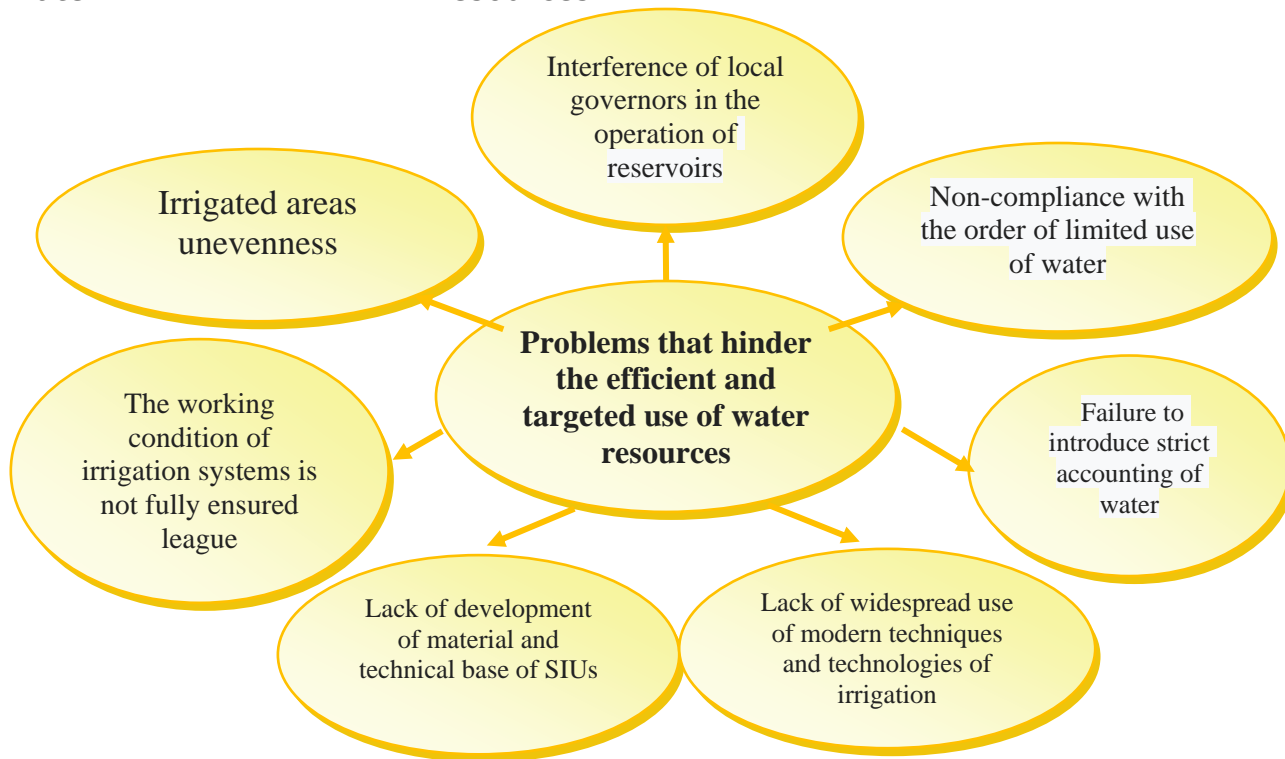 Interference of local
governors in the
operation of
reservoirs
Irrigated areas
unevenness
Non-compliance with
the order of limited use
of water
Problems that hinder
the efficient and
targeted use of water
resources
The working
condition of
irrigation systems is
not fully ensured
league
Failure to
introduce strict
accounting of
water
Lack of development
of material and
technical base of SIUs
Lack of widespread use
of modern techniques
and technologies of
irrigation